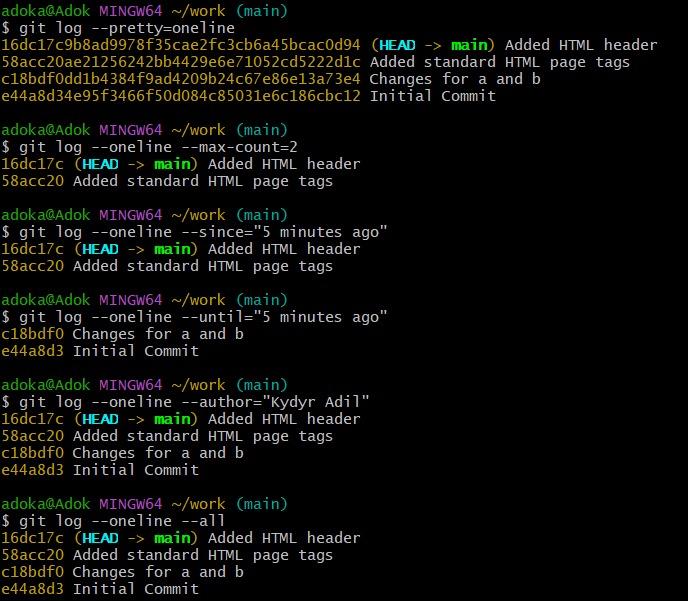 adoka@Adok MINGW64 ~/work (main)
$ git log --pretty=oneline
16dc17c9b8ad9978f35cae2fc3cb6a45bcac0d94 (HEAD -> main) Added HTML header
58acc20ae21256242bb4429e6e71052cd5222d1c Added standard HTML page tags
c18bdf0dd1b4384f9ad4209b24c67e86e13a73e4 Changes for a and b
e44a8d34e95f3466f50d084c85031e6c186cbc12 Initial Commit
adoka@Adok MINGW64 ~/work (main)
$ git log --oneline --max-count=2
16dc17c (HEAD -> main) Added HTML header
58acc20 Added standard HTML page tags
adoka@Adok MINGW64 ~/work (main)
$ git log --oneline --since="5 minutes ago"
16dc17c (HEAD -> main) Added HTML header
58acc20 Added standard HTML page tags
adoka@Adok MINGW64 ~/work (main)
$ git log --oneline --until="5 minutes ago"
c18bdf0 Changes for a and b
e44a8d3 Initial Commit
adoka@Adok MINGW64 ~/work (main)
$ git log --oneline --author="Kydyr Adil"
16dc17c (HEAD -> main) Added HTML header
58acc20 Added standard HTML page tags
c18bdf0 Changes for a and b
e44a8d3 Initial Commit
adoka@Adok MINGW64 ~/work (main)
$ git log --oneline --all
16dc17c (HEAD -> main) Added HTML header
58acc20 Added standard HTML page tags
c18bdf0 Changes for a and b
e44a8d3 Initial Commit